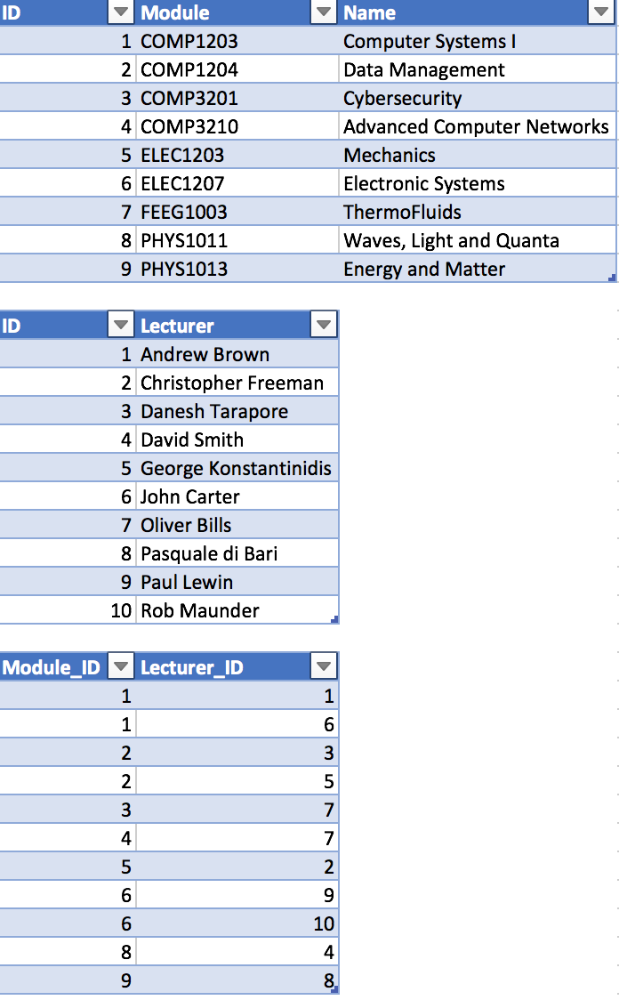 ID Module Name
1 COMP1203 Computer Systems I
2 COMP1204 Data Management
3 COMP3201 Cybersecurity
4 COMP3210 Advanced Computer Networks
5 ELEC1203 Mechanics
6 ELEC1207 Electronic Systems
7 FEEG1003 ThermoFluids
8 PHYS1011 Waves, Light and Quanta
9 PHYS1013 Energy and Matter
ID Lecturer
1 Andrew Brown
2 Christopher Freeman
3 Danesh Tarapore
4 David Smith
5 George Konstantinidis
6 John Carter
7 Oliver Bills
8 Pasquale di Bari
9 Paul Lewin
10 Rob Maunder
Module_ID Lecturer_ID
1 1
1 6
2 3
2 5
3 7
4 7
5 2
6 9
6 10
8 4
9 8